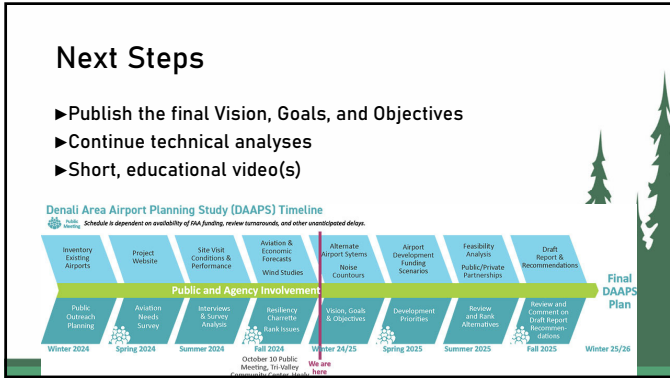 Next Steps
►Publish the final Vision, Goals, and Objectives
►Continue technical analyses
►Short, educational video(s)
Denali Area Airport Planning Study (DAAPS) Timeline
Public
Meeting
Schedule is dependent on availability of FAA funding, review turnarounds, and other unanticipated delays.
Inventory
Existing
Airports
Project
Website
Site Visit
Conditions &
Performance
Aviation &
Economic
Forecasts
Wind Studies
Alternate
Airport Sytems
Noise
Countours
Airport
Development
Funding
Scenarios
Feasibility
Analysis
Public/Private
Partnerships
Draft
Report &
Recommendations
Public and Agency Involvement
Final
DAAPS
Plan
Public
Outreach
Planning
Aviation
Needs
Survey
Interviews
& Survey
Analysis
Resiliency
Charrette
Rank Issues
Vision, Goals
& Objectives
Development
Priorities
Review
and Rank
Alternatives
Review and
Comment on
Draft Report
Recommen-
dations
Winter 2024
Spring 2024
Summer 2024
Fall 2024
Winter 24/25
Spring 2025
Summer 2025
Fall 2025
Winter 25/26
October 10 Public
Meeting, Tri-Valley
Community Center, Healy
We are
here